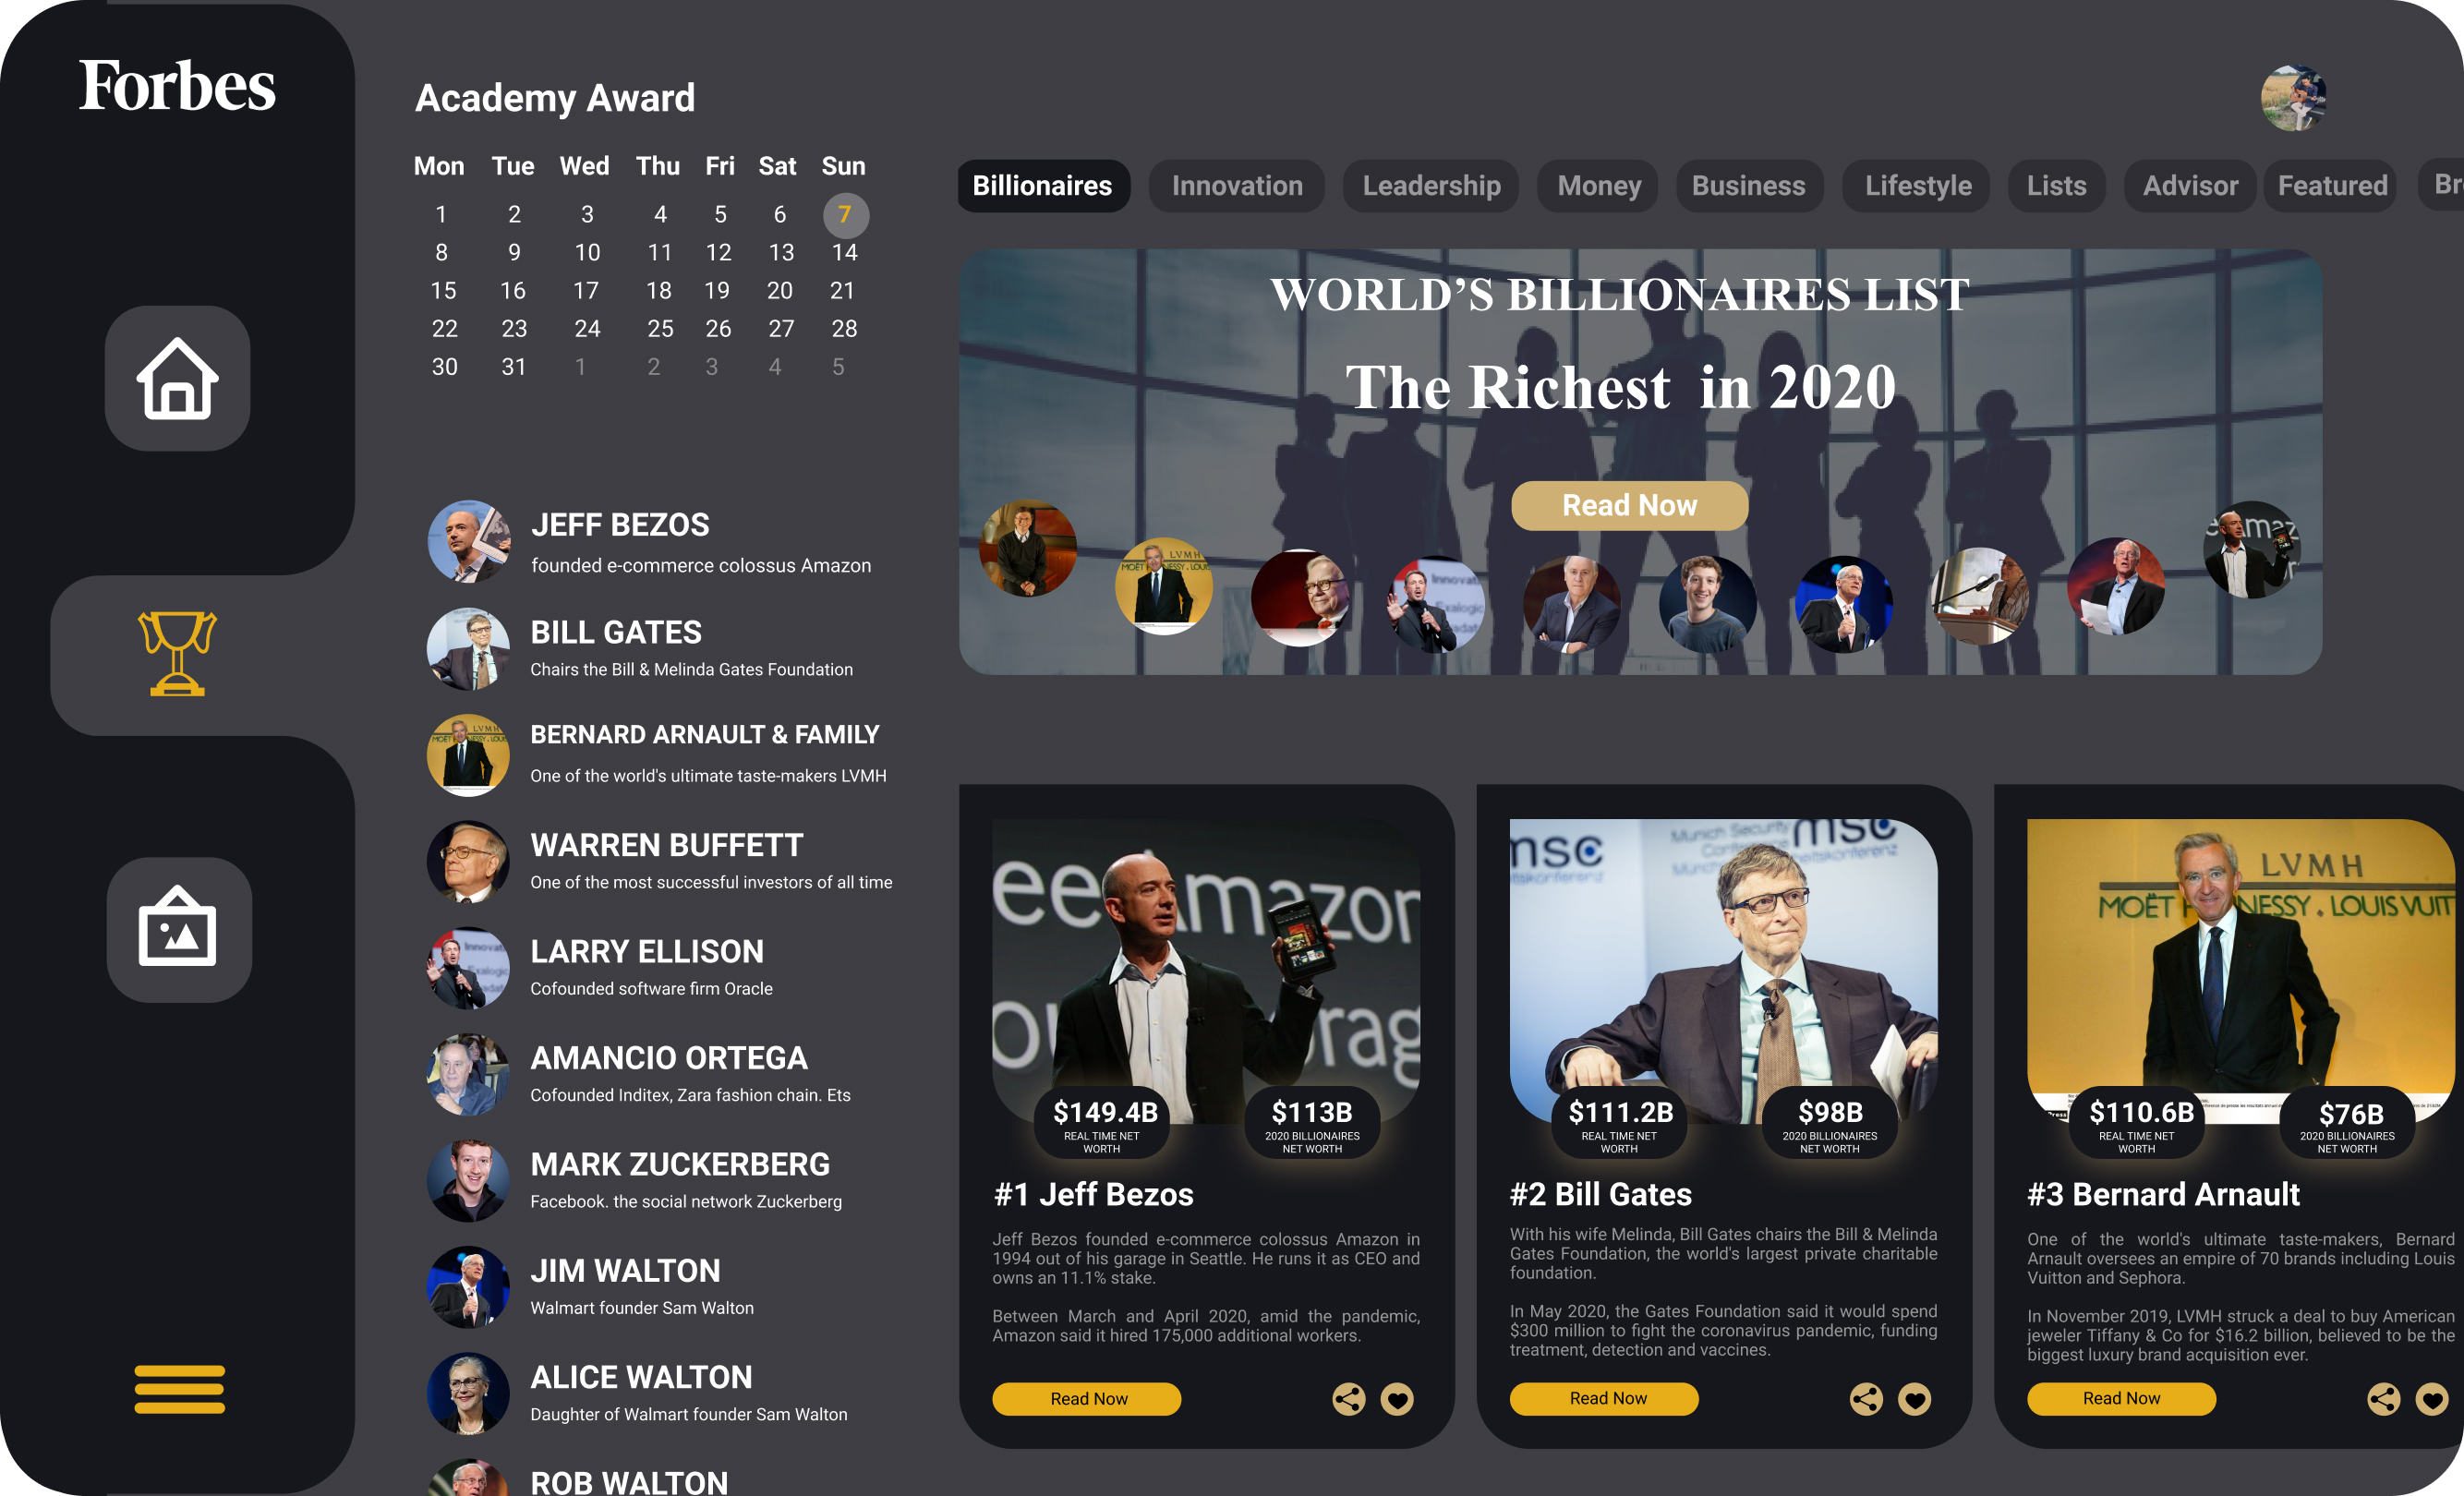 Forbes
Academy Award
Mon Tue Wed Thu Fri Sat Sun
1 2 3 4 5 6 7
8 9 10 11 12 13 14
15 16 17 18 19 20 21
22 23 24 25 26 27 28
30 31 1 2 3 4 5
JEFF BEZOS
founded e-commerce colossus Amazon
BILL GATES
Chairs the Bill & Melinda Gates Foundation
BERNARD ARNAULT & FAMILY
One of the world's ultimate taste-makers LVMH
WARREN BUFFETT
One of the most successful investors of all time
LARRY ELLISON
Cofounded software firm Oracle
AMANCIO ORTEGA
Cofounded Inditex, Zara fashion chain. Ets
MARK ZUCKERBERG
Facebook. the social network Zuckerberg
JIM WALTON
Walmart founder Sam Walton
ALICE WALTON
Daughter of Walmart founder Sam Walton
ROB WALTON
Billionaires Innovation Leadership Money Business Lifestyle Lists Advisor Featured Br
WORLD’S BILLIONAIRES LIST
The Richest in 2020
Read Now
ee Amazon
rag
$149.4B
REAL TIME NET
WORTH
$113B
2020 BILLIONAIRES
NET WORTH
#1 Jeff Bezos
Jeff Bezos founded e-commerce colossus Amazon in
1994 out of his garage in Seattle. He runs it as CEO and
owns an 11.1% stake.
Between March and April 2020, amid the pandemic,
Amazon said it hired 175,000 additional workers.
Read Now
msc
Munich Security
msc
$111.2B
REAL TIME NET
WORTH
$98B
2020 BILLIONAIRES
NET WORTH
#2 Bill Gates
With his wife Melinda, Bill Gates chairs the Bill & Melinda
Gates Foundation, the world's largest private charitable
foundation.
In May 2020, the Gates Foundation said it would spend
$300 million to fight the coronavirus pandemic, funding
treatment, detection and vaccines.
Read Now
LVMH
MOËT H NNESSY . LOUIS VUIT
$110.6B
REAL TIME NET
WORTH
$76B
2020 BILLIONAIRES
NET WORTH
#3 Bernard Arnault
One of the world's ultimate taste-makers, Bernard
Arnault oversees an empire of 70 brands including Louis
Vuitton and Sephora.
In November 2019, LVMH struck a deal to buy American
jeweler Tiffany & Co for $16.2 billion, believed to be the
biggest luxury brand acquisition ever.
Read Now